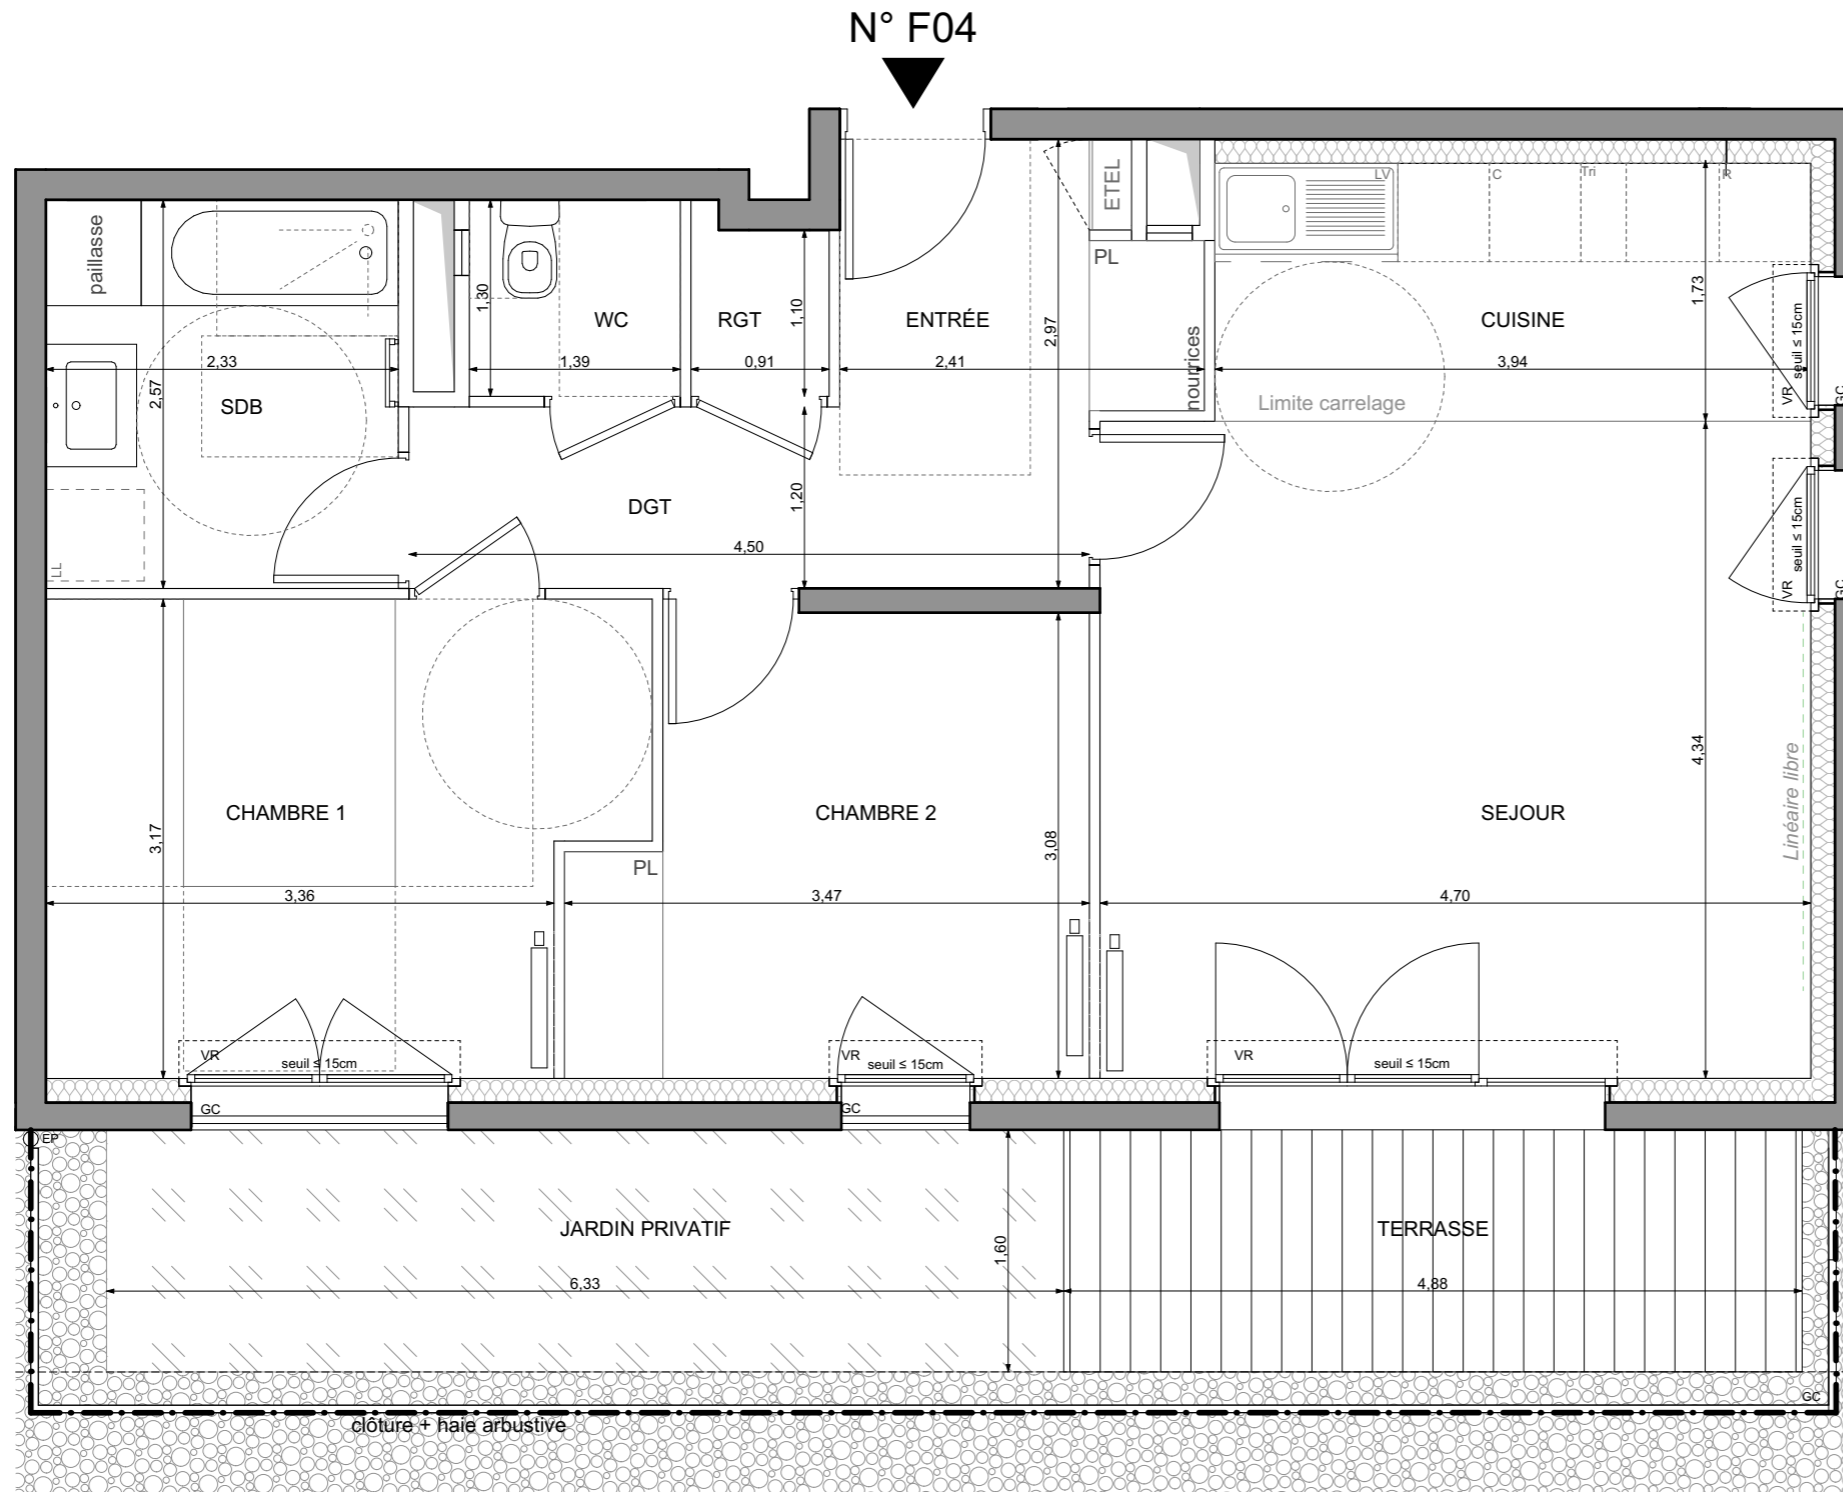 N° F04
paillasse
ETEL
LV
C
Tri
R
PL
1,30
WC
RGT
1,10
ENTRÉE
2,97
nourrices
CUISINE
1,73
seuil ≤ 15cm
VR
GC
2,33
2,57
SDB
1,39
0,91
2,41
3,94
Limite carrelage
LL
DGT
1,20
4,50
seuil ≤ 15cm
VR
GC
CHAMBRE 1
3,17
CHAMBRE 2
3,08
PL
SEJOUR
4,34
Linéaire libre
3,36
3,47
4,70
VR
seuil ≤ 15cm
VR
seuil ≤ 15cm
VR
seuil ≤ 15cm
GC
GC
EP
JARDIN PRIVATIF
TERRASSE
1,60
6,33
4,88
GC
clôture + haie arbustive